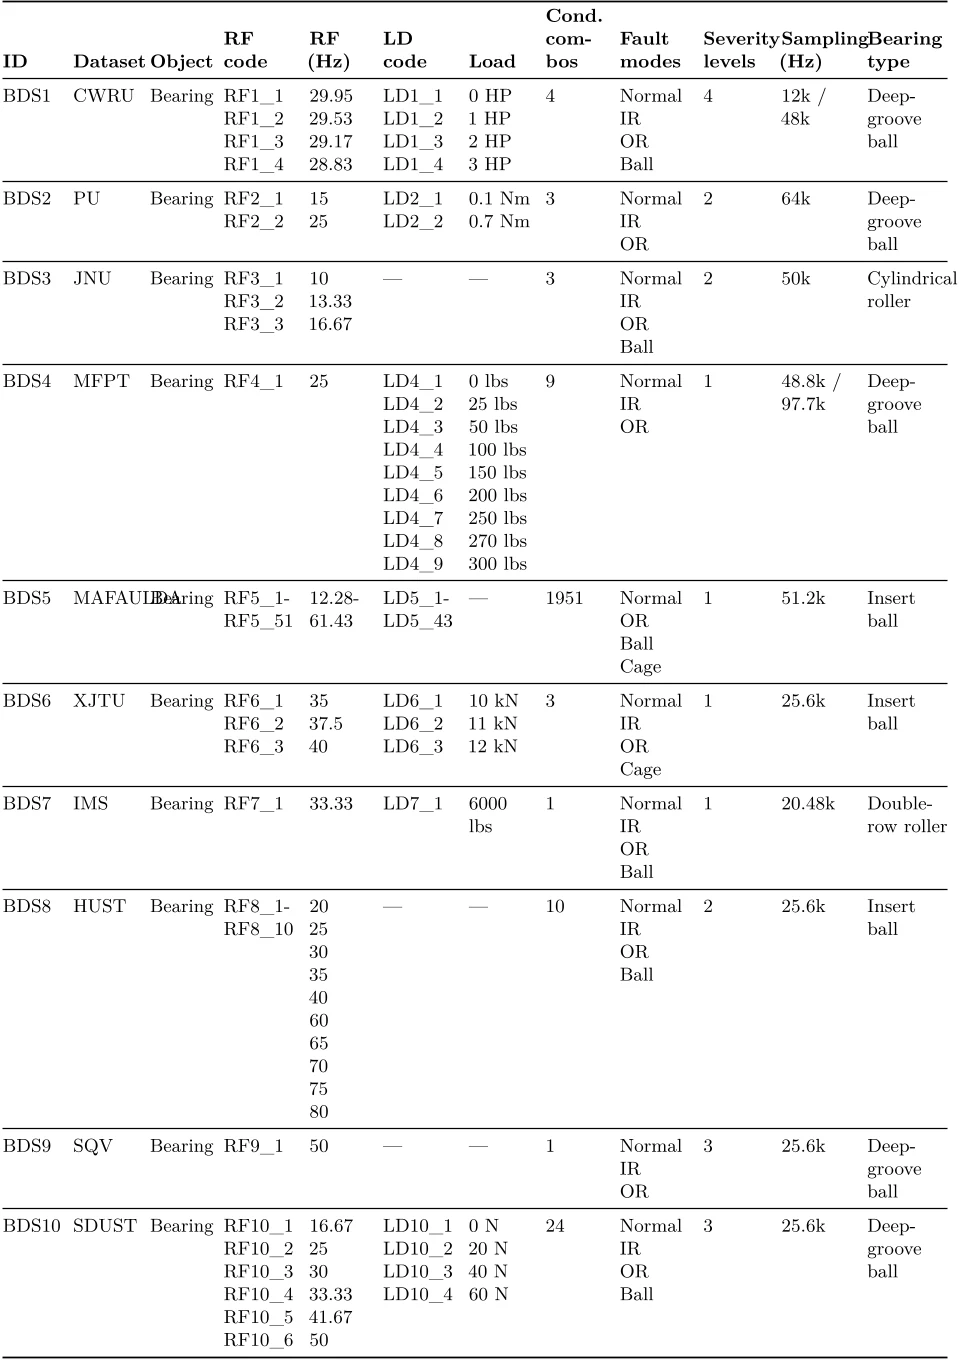 ID Dataset Object RF code RF (Hz) LD code Load Cond. com- bos Fault modes Severity levels Sampling (Hz) Bearing type
BDS1 CWRU Bearing RF1_1 29.95 LD1_1 0 HP 4 Normal 4 12k / Deep-
RF1_2 29.53 LD1_2 1 HP IR 48k groove
RF1_3 29.17 LD1_3 2 HP OR ball
RF1_4 28.83 LD1_4 3 HP Ball
BDS2 PU Bearing RF2_1 15 LD2_1 0.1 Nm 3 Normal 2 64k Deep-
RF2_2 25 LD2_2 0.7 Nm IR groove
OR ball
BDS3 JNU Bearing RF3_1 10 — — 3 Normal 2 50k Cylindrical
RF3_2 13.33 IR roller
RF3_3 16.67 OR
Ball
BDS4 MFPT Bearing RF4_1 25 LD4_1 0 lbs 9 Normal 1 48.8k / Deep-
LD4_2 25 lbs IR 97.7k groove
LD4_3 50 lbs OR ball
LD4_4 100 lbs
LD4_5 150 lbs
LD4_6 200 lbs
LD4_7 250 lbs
LD4_8 270 lbs
LD4_9 300 lbs
BDS5 MAFAULDA Bearing RF5_1- 12.28- LD5_1- — 1951 Normal 1 51.2k Insert
RF5_51 61.43 LD5_43 OR ball
Ball
Cage
BDS6 XJTU Bearing RF6_1 35 LD6_1 10 kN 3 Normal 1 25.6k Insert
RF6_2 37.5 LD6_2 11 kN IR ball
RF6_3 40 LD6_3 12 kN OR
Cage
BDS7 IMS Bearing RF7_1 33.33 LD7_1 6000 1 Normal 1 20.48k Double-
lbs IR row roller
OR
Ball
BDS8 HUST Bearing RF8_1- 20 — — 10 Normal 2 25.6k Insert
RF8_10 25 IR ball
30 OR
35 Ball
40
60
65
70
75
80
BDS9 SQV Bearing RF9_1 50 — — 1 Normal 3 25.6k Deep-
IR groove
OR ball
BDS10 SDUST Bearing RF10_1 16.67 LD10_1 0 N 24 Normal 3 25.6k Deep-
RF10_2 25 LD10_2 20 N IR groove
RF10_3 30 LD10_3 40 N OR ball
RF10_4 33.33 LD10_4 60 N Ball
RF10_5 41.67
RF10_6 50